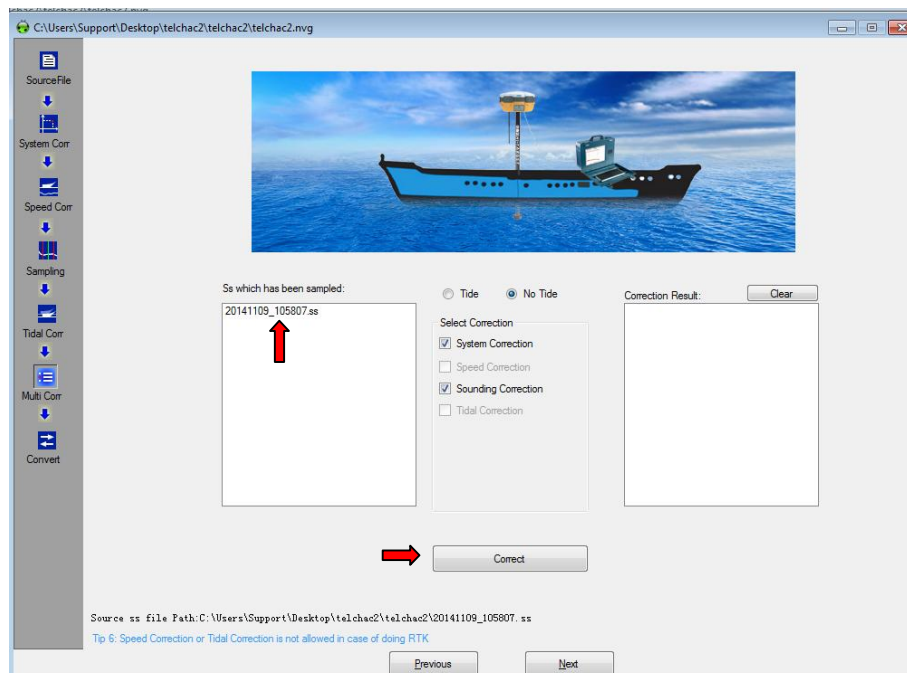 C:\Users\Support\Desktop\telchac2\telchac2\telchac2.nvg
SourceFile
System Corr
Speed Corr
Sampling
Tidal Corr
Multi Corr
Convert
Ss which has been sampled:
20141109_105807.ss
Tide
No Tide
Select Correction
System Correction
Speed Correction
Sounding Correction
Tidal Correction
Correction Result:
Clear
Correct
Source ss file Path:C:\Users\Support\Desktop\telchac2\telchac2\20141109_105807.ss
Tip 6: Speed Correction or Tidal Correction is not allowed in case of doing RTK
Previous
Next